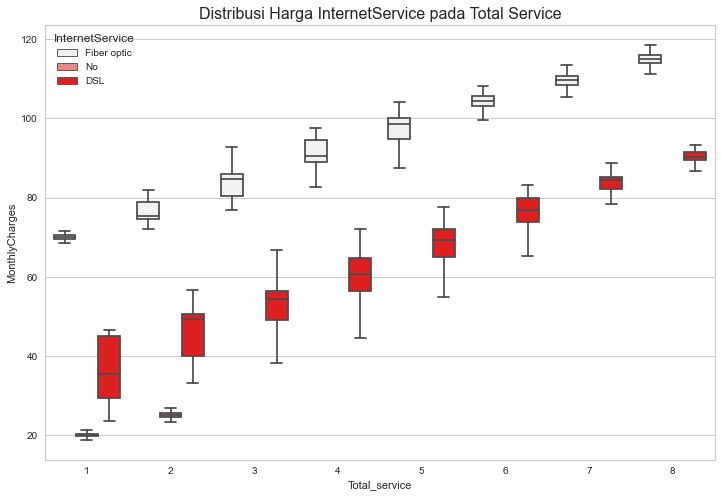 Distribusi Harga InternetService pada Total Service
InternetService
Fiber optic
No
DSL
MonthlyCharges
120
100
80
60
40
20
1 2 3 4 5 6 7 8
Total_service